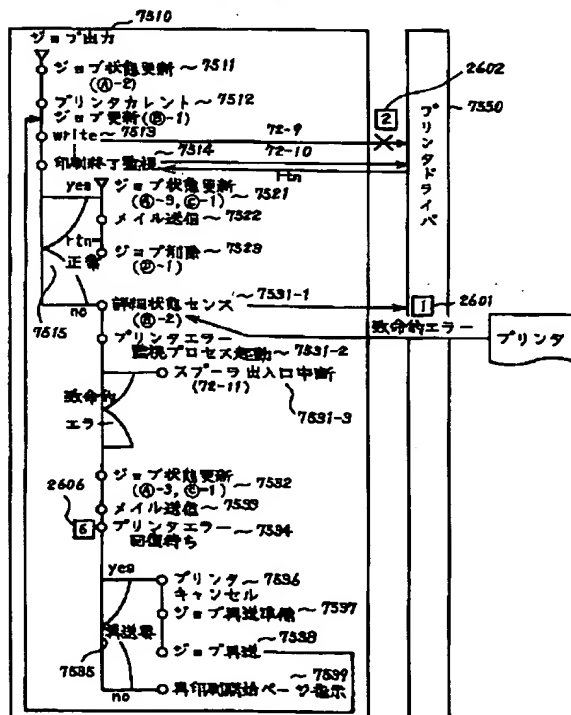 7510
ジョブ出力
ジョブ状態更新 7511
(Ⓐ-2)
プリンタカレント 7512
ジョブ更新(Ⓑ-1)
write 7513
2 2602
72-9
7514
72-10
印刷終了監視
rtn
プリンタドライバ
7550
yes
ジョブ状態更新 7521
(Ⓐ-3, Ⓒ-1)
メイル送信 7522
rtn
正常
ジョブ削除 7523
(Ⓓ-1)
7515
no
詳細状態センス 7531-1
(Ⓑ-2)
1 2601
致命的エラー
プリンタ
プリンタエラー
監視プロセス起動 7531-2
スプーラ出入口中断
(72-11)
致命的
エラー
7531-3
ジョブ状態更新 7532
(Ⓐ-3, Ⓒ-1)
2606
メイル送信 7533
6 プリンタエラー 7534
回復待ち
yes
プリンタ 7536
キャンセル
ジョブ再送準備 7537
再送要
ジョブ再送 7538
7535
7539
no
再印刷開始ページ指示